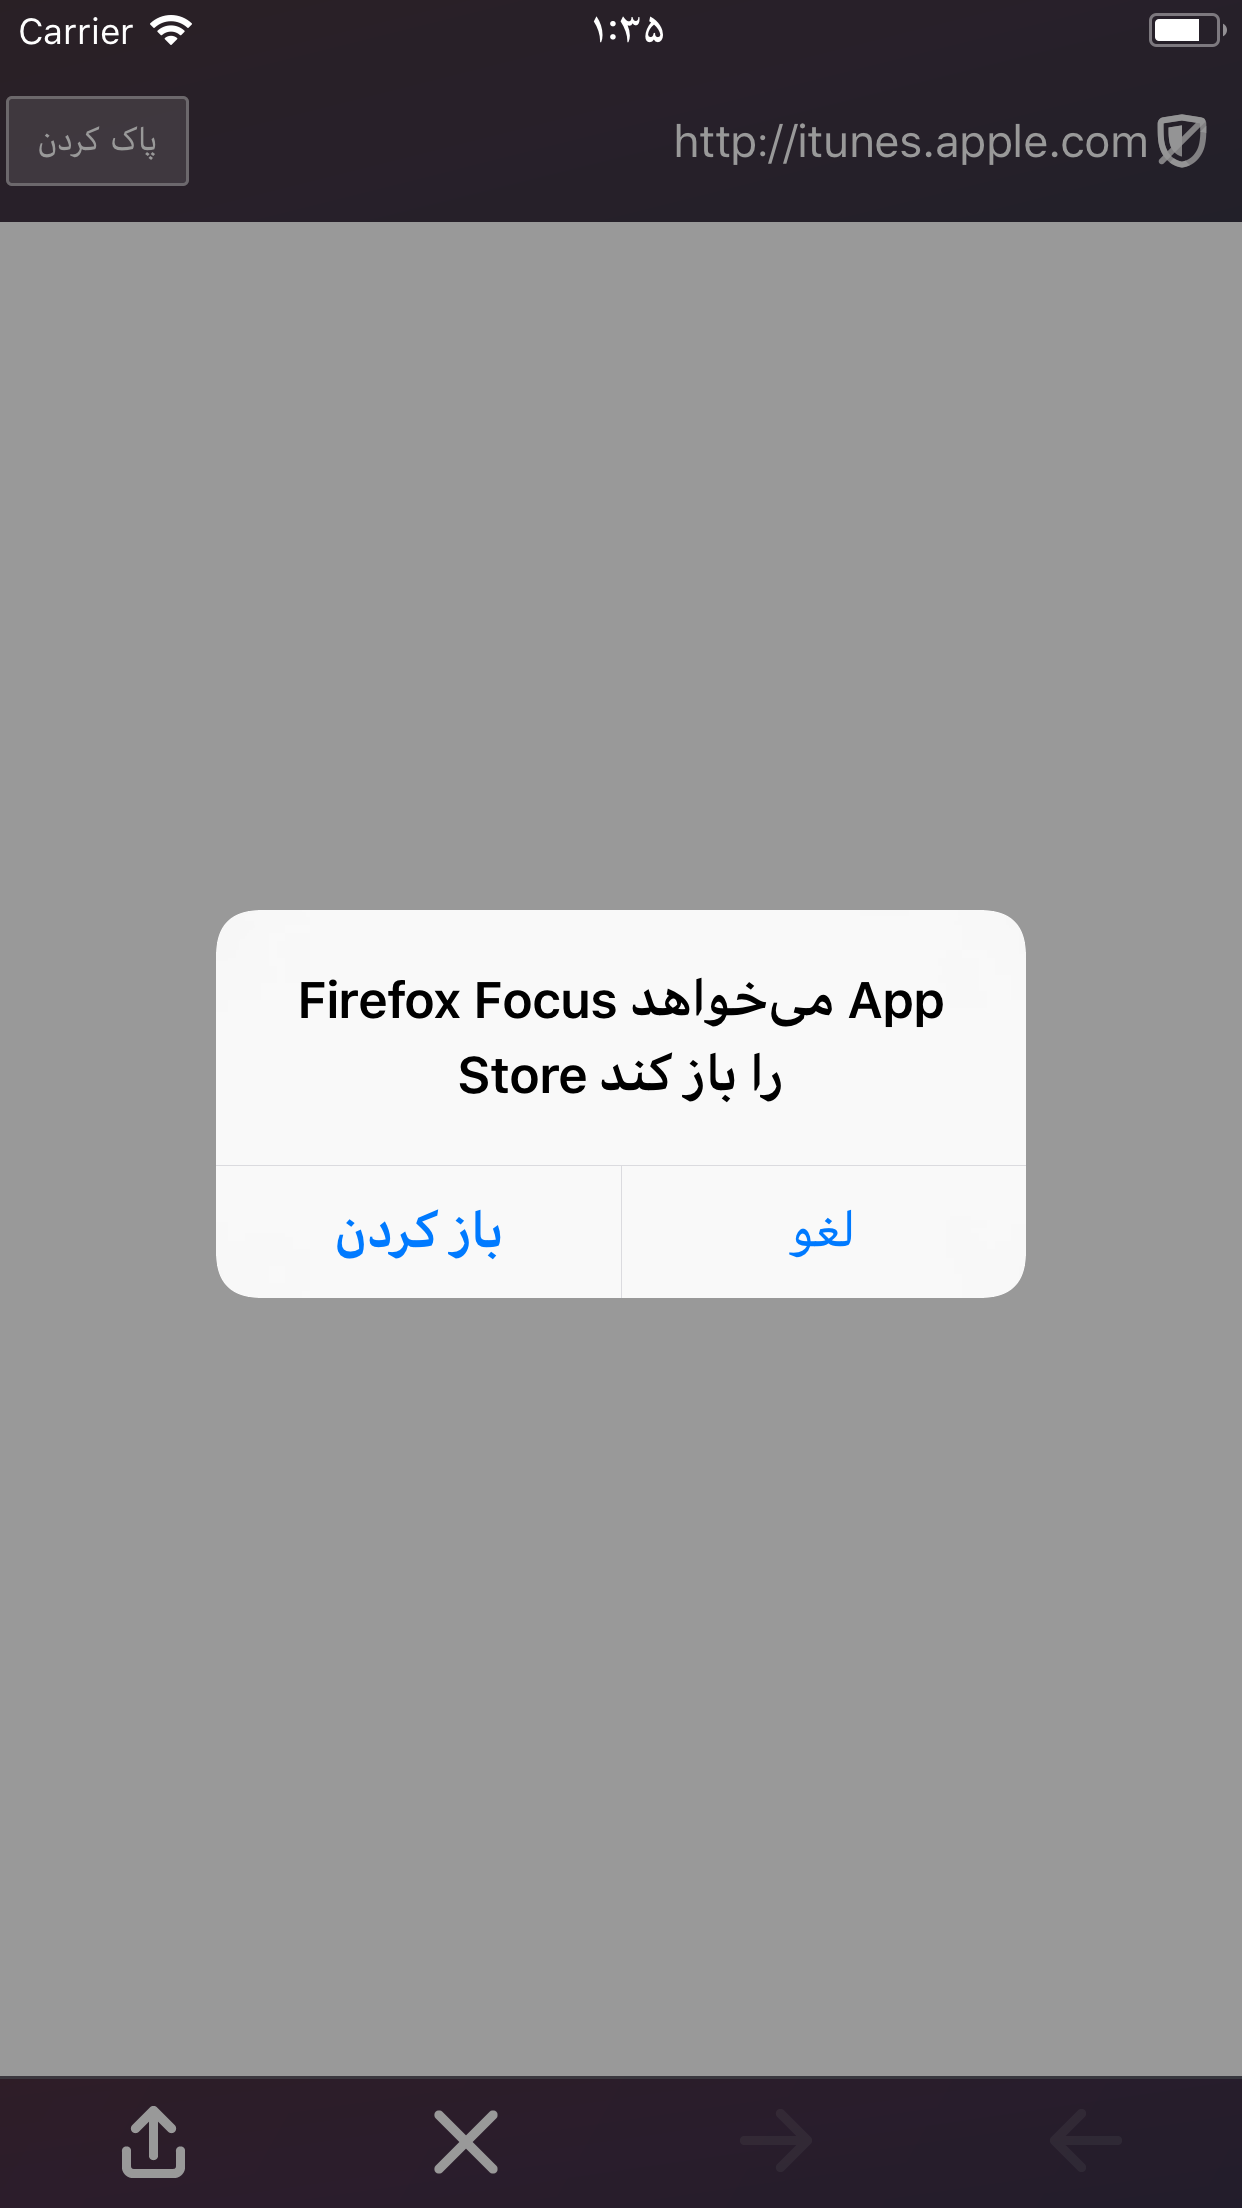 Carrier
۱:۳۵
http://itunes.apple.com
پاک کردن
Firefox Focus می‌خواهد App
Store را باز کند
لغو
باز کردن